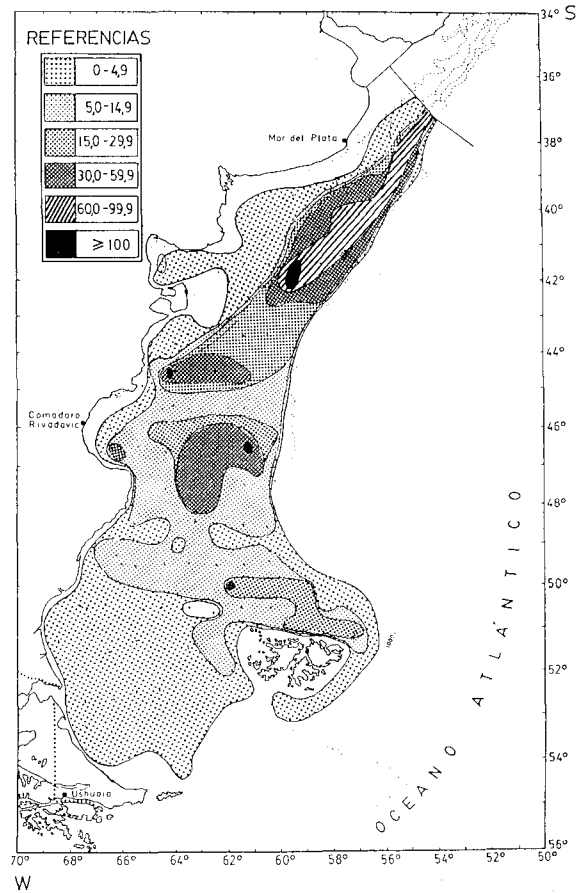 34° S
REFERENCIAS
0-4,9
5,0-14,9
15,0-29,9
30,0-59,9
60,0-99,9
≥ 100
36°
Mar del Plata
38°
40°
42°
44°
Comodoro
Rivadavia
46°
48°
50°
52°
54°
Ushuaia
56°
OCEANO ATLÁNTICO
70° 68° 66° 64° 62° 60° 58° 56° 54° 52° 50°
W